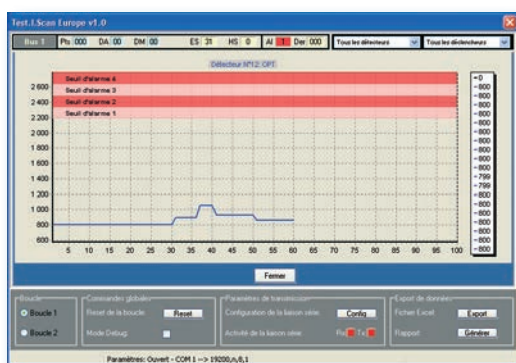 Test.I.Scan Europe v1.0
Bus 1 Pts 000 DA 00 DM 00 ES 31 HS 0 Al 1 Der 000 Tous les détecteurs Tous les déclencheurs
Détecteur N°12: OPT.
Seuil d'alarme 4
Seuil d'alarme 3
Seuil d'alarme 2
Seuil d'alarme 1
2 600
2 400
2 200
2 000
1 800
1 600
1 400
1 200
1 000
800
600
5 10 15 20 25 30 35 40 45 50 55 60 65 70 75 80 85 90 95 100
-0
-800
-800
-800
-800
-800
-800
-800
-799
-799
-800
-800
-800
-800
-800
-800
-800
Fermer
Boucle
Boucle 1
Boucle 2
Commandes globales
Reset de la boucle Reset
Mode Debug
Paramètres de transmission
Configuration de la liaison série Config
Activité de la liaison série Rx Tx
Export de données
Fichier Excel Export
Rapport Générer
Paramètres: Ouvert - COM 1 --> 19200,n,8,1